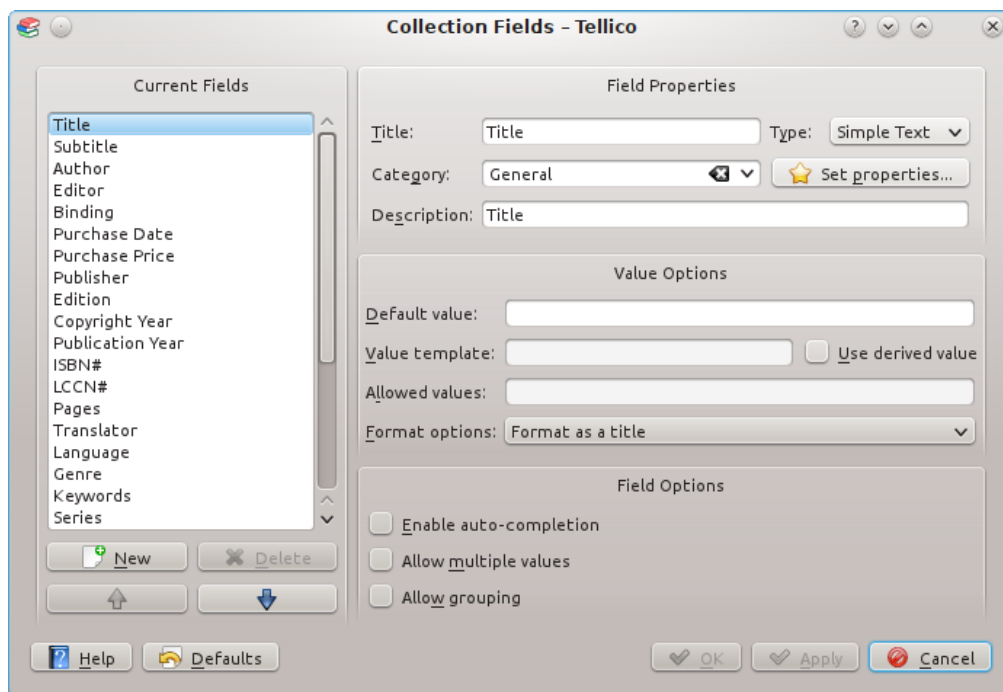 Collection Fields – Tellico
Current Fields
Title
Subtitle
Author
Editor
Binding
Purchase Date
Purchase Price
Publisher
Edition
Copyright Year
Publication Year
ISBN#
LCCN#
Pages
Translator
Language
Genre
Keywords
Series
New Delete
Field Properties
Title: Title Type: Simple Text
Category: General Set properties...
Description: Title
Value Options
Default value:
Value template: Use derived value
Allowed values:
Format options: Format as a title
Field Options
Enable auto-completion
Allow multiple values
Allow grouping
Help Defaults OK Apply Cancel